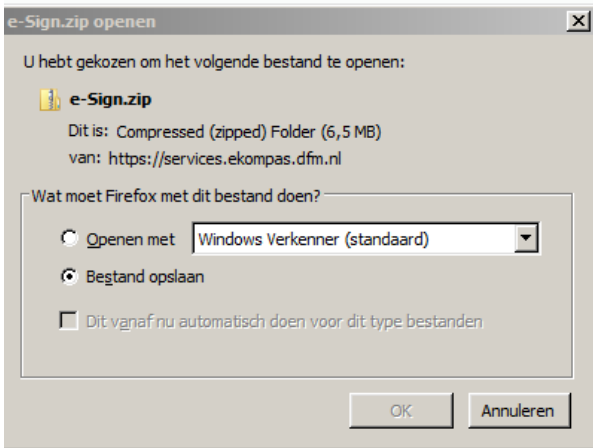 e-Sign.zip openen
U hebt gekozen om het volgende bestand te openen:
e-Sign.zip
Dit is: Compressed (zipped) Folder (6,5 MB)
van: https://services.ekompas.dfm.nl
Wat moet Firefox met dit bestand doen?
Openen met Windows Verkenner (standaard)
Bestand opslaan
Dit vanaf nu automatisch doen voor dit type bestanden
OK Annuleren